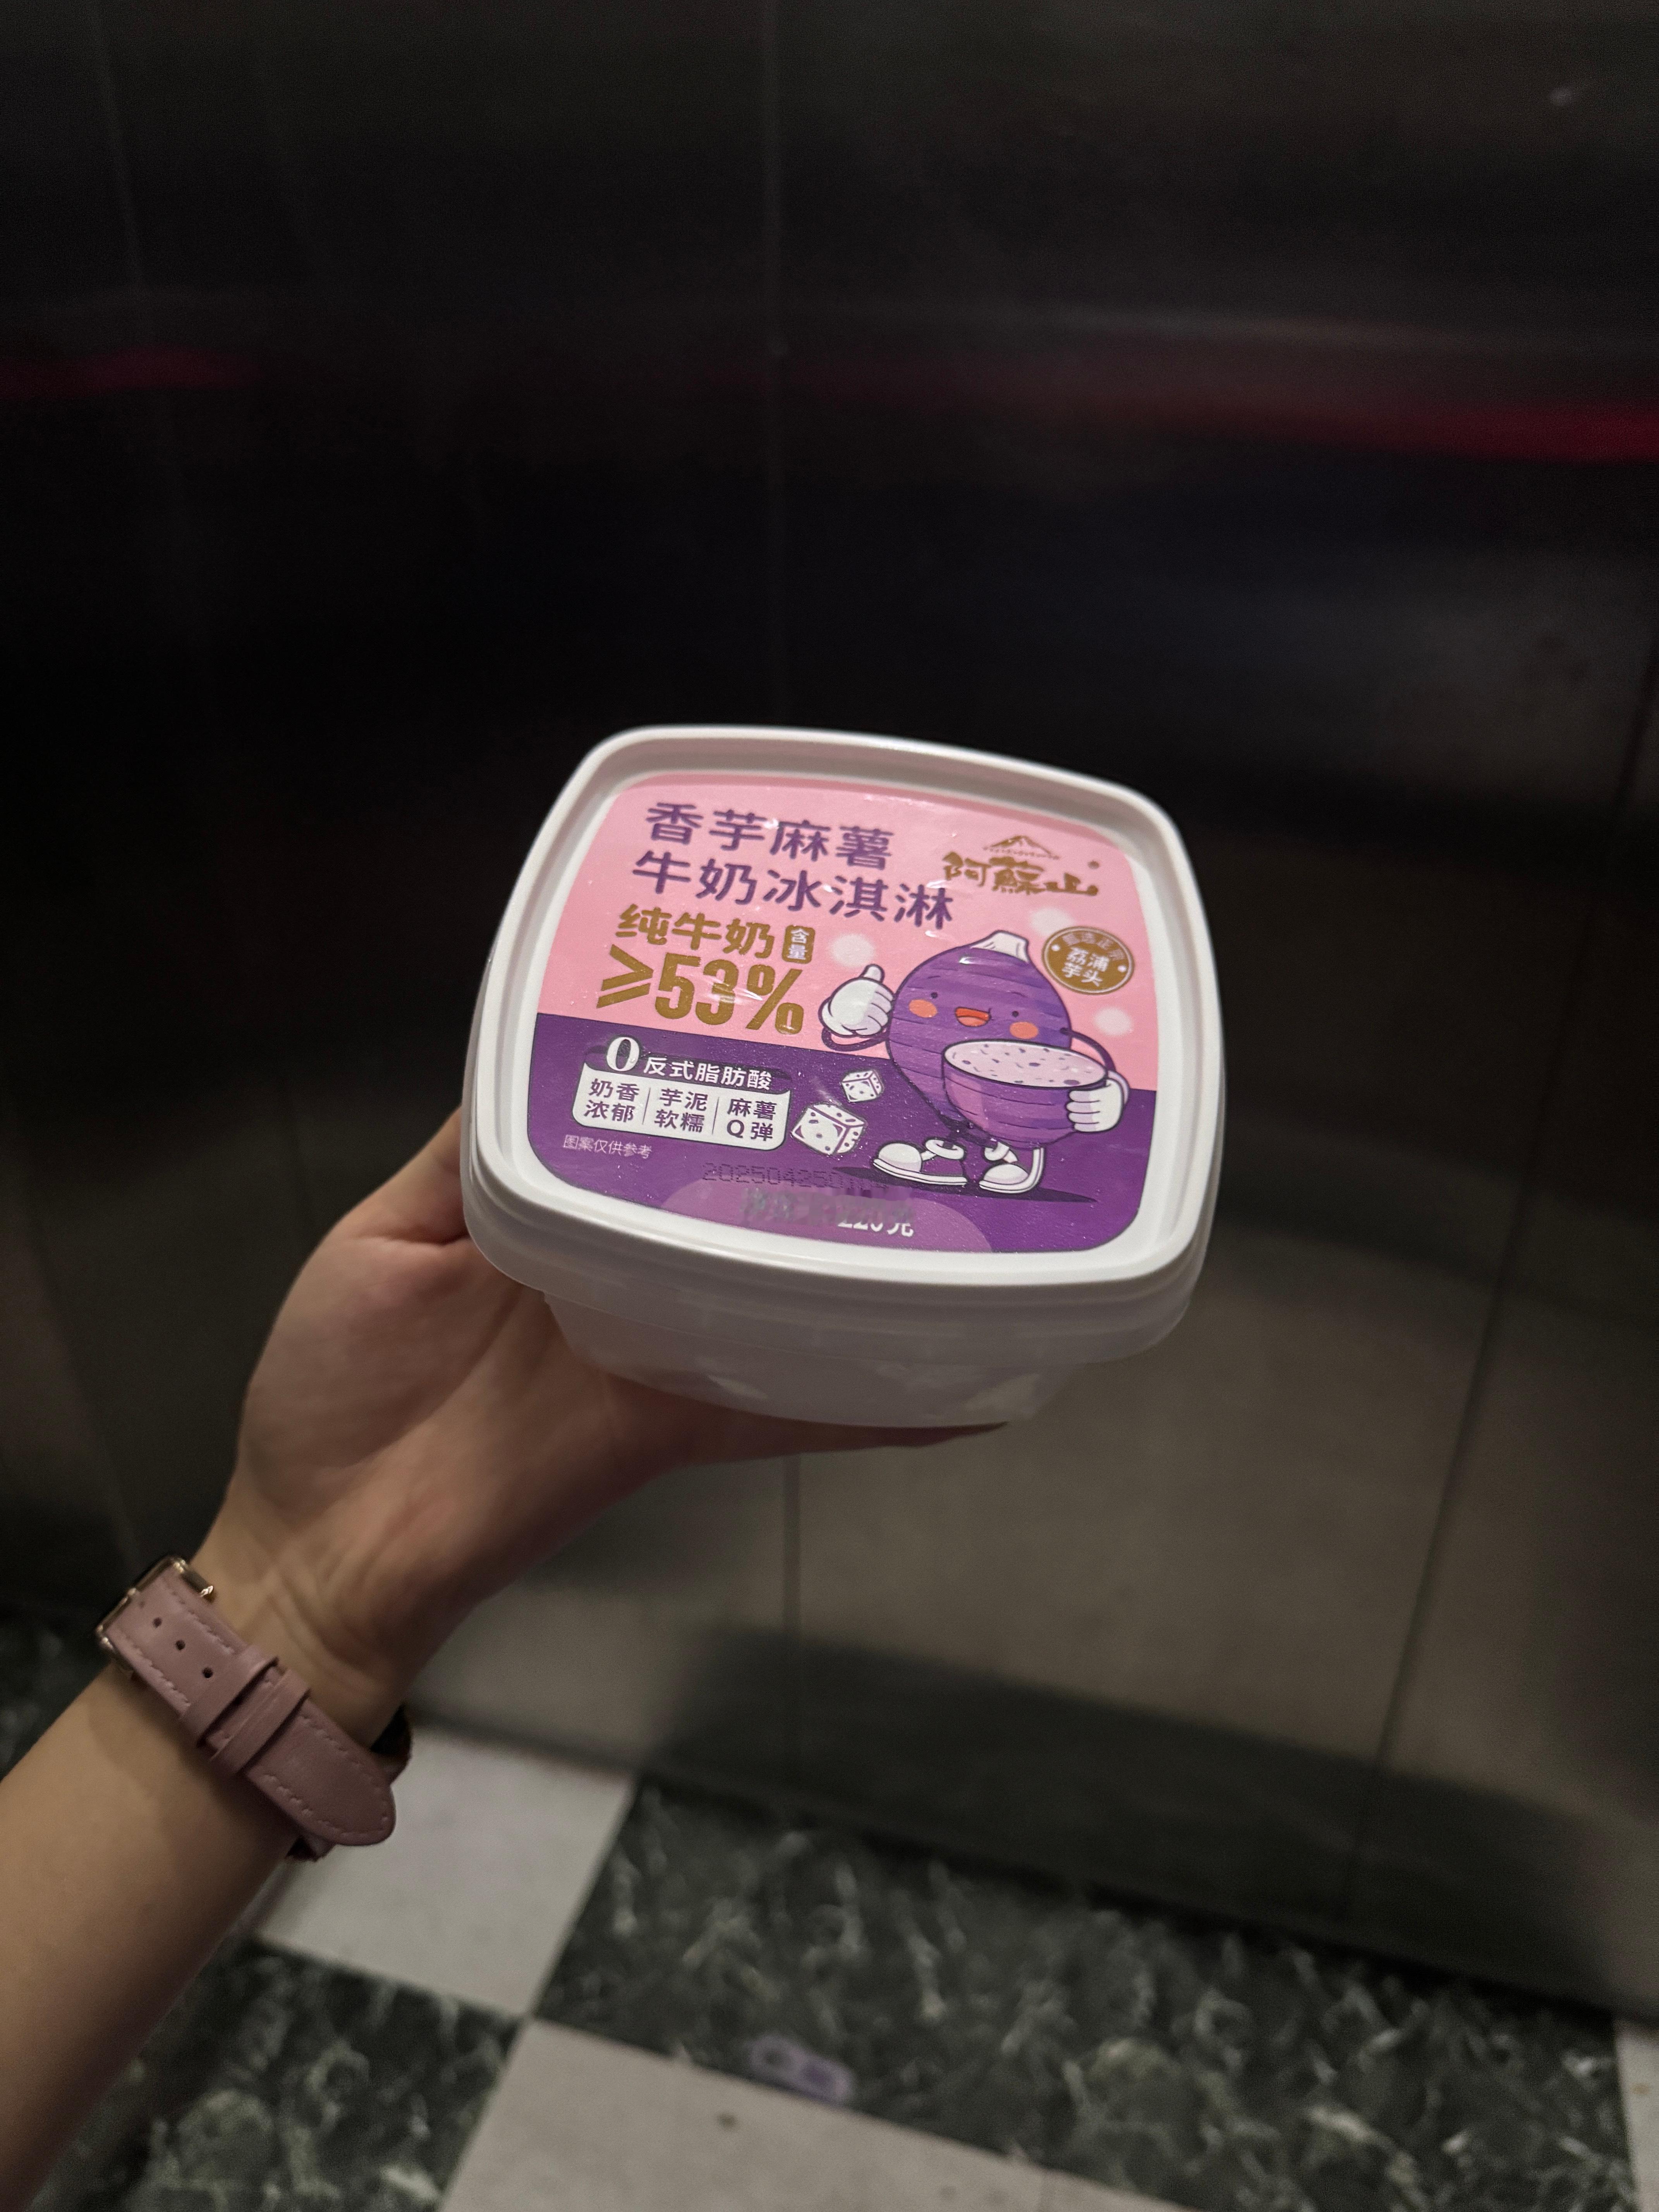 香芋麻薯
牛奶冰淇淋
阿蘇山
纯牛奶含量
≥53%
荔浦
芋头
0反式脂肪酸
奶香 芋泥 麻薯
浓郁 软糯 Q弹
图案仅供参考
20250425